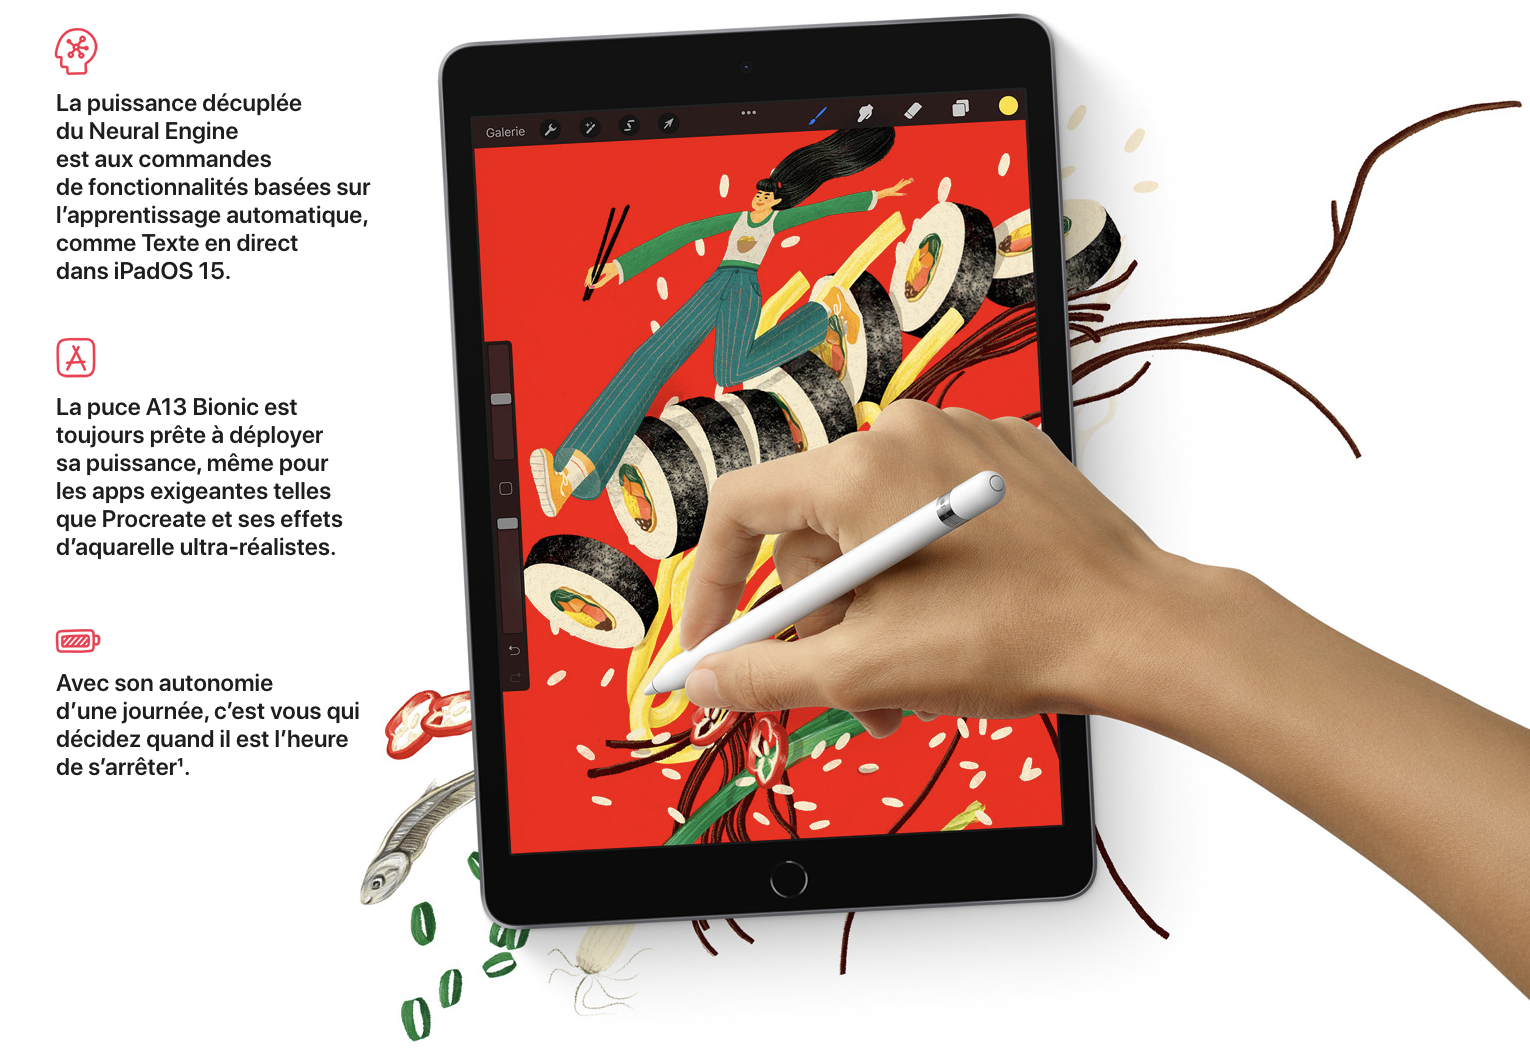 La puissance décuplée
du Neural Engine
est aux commandes
de fonctionnalités basées sur
l’apprentissage automatique,
comme Texte en direct
dans iPadOS 15.
La puce A13 Bionic est
toujours prête à déployer
sa puissance, même pour
les apps exigeantes telles
que Procreate et ses effets
d’aquarelle ultra-réalistes.
Avec son autonomie
d’une journée, c’est vous qui
décidez quand il est l’heure
de s’arrêter¹.
Galerie